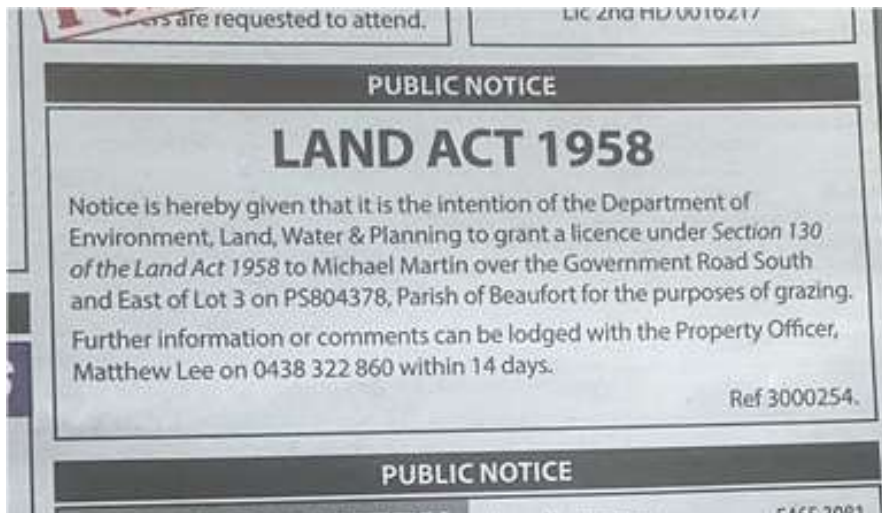 are requested to attend.
Lic 2nd HD 0016217
PUBLIC NOTICE
LAND ACT 1958
Notice is hereby given that it is the intention of the Department of
Environment, Land, Water & Planning to grant a licence under Section 130
of the Land Act 1958 to Michael Martin over the Government Road South
and East of Lot 3 on PS804378, Parish of Beaufort for the purposes of grazing.
Further information or comments can be lodged with the Property Officer,
Matthew Lee on 0438 322 860 within 14 days.
Ref 3000254.
PUBLIC NOTICE